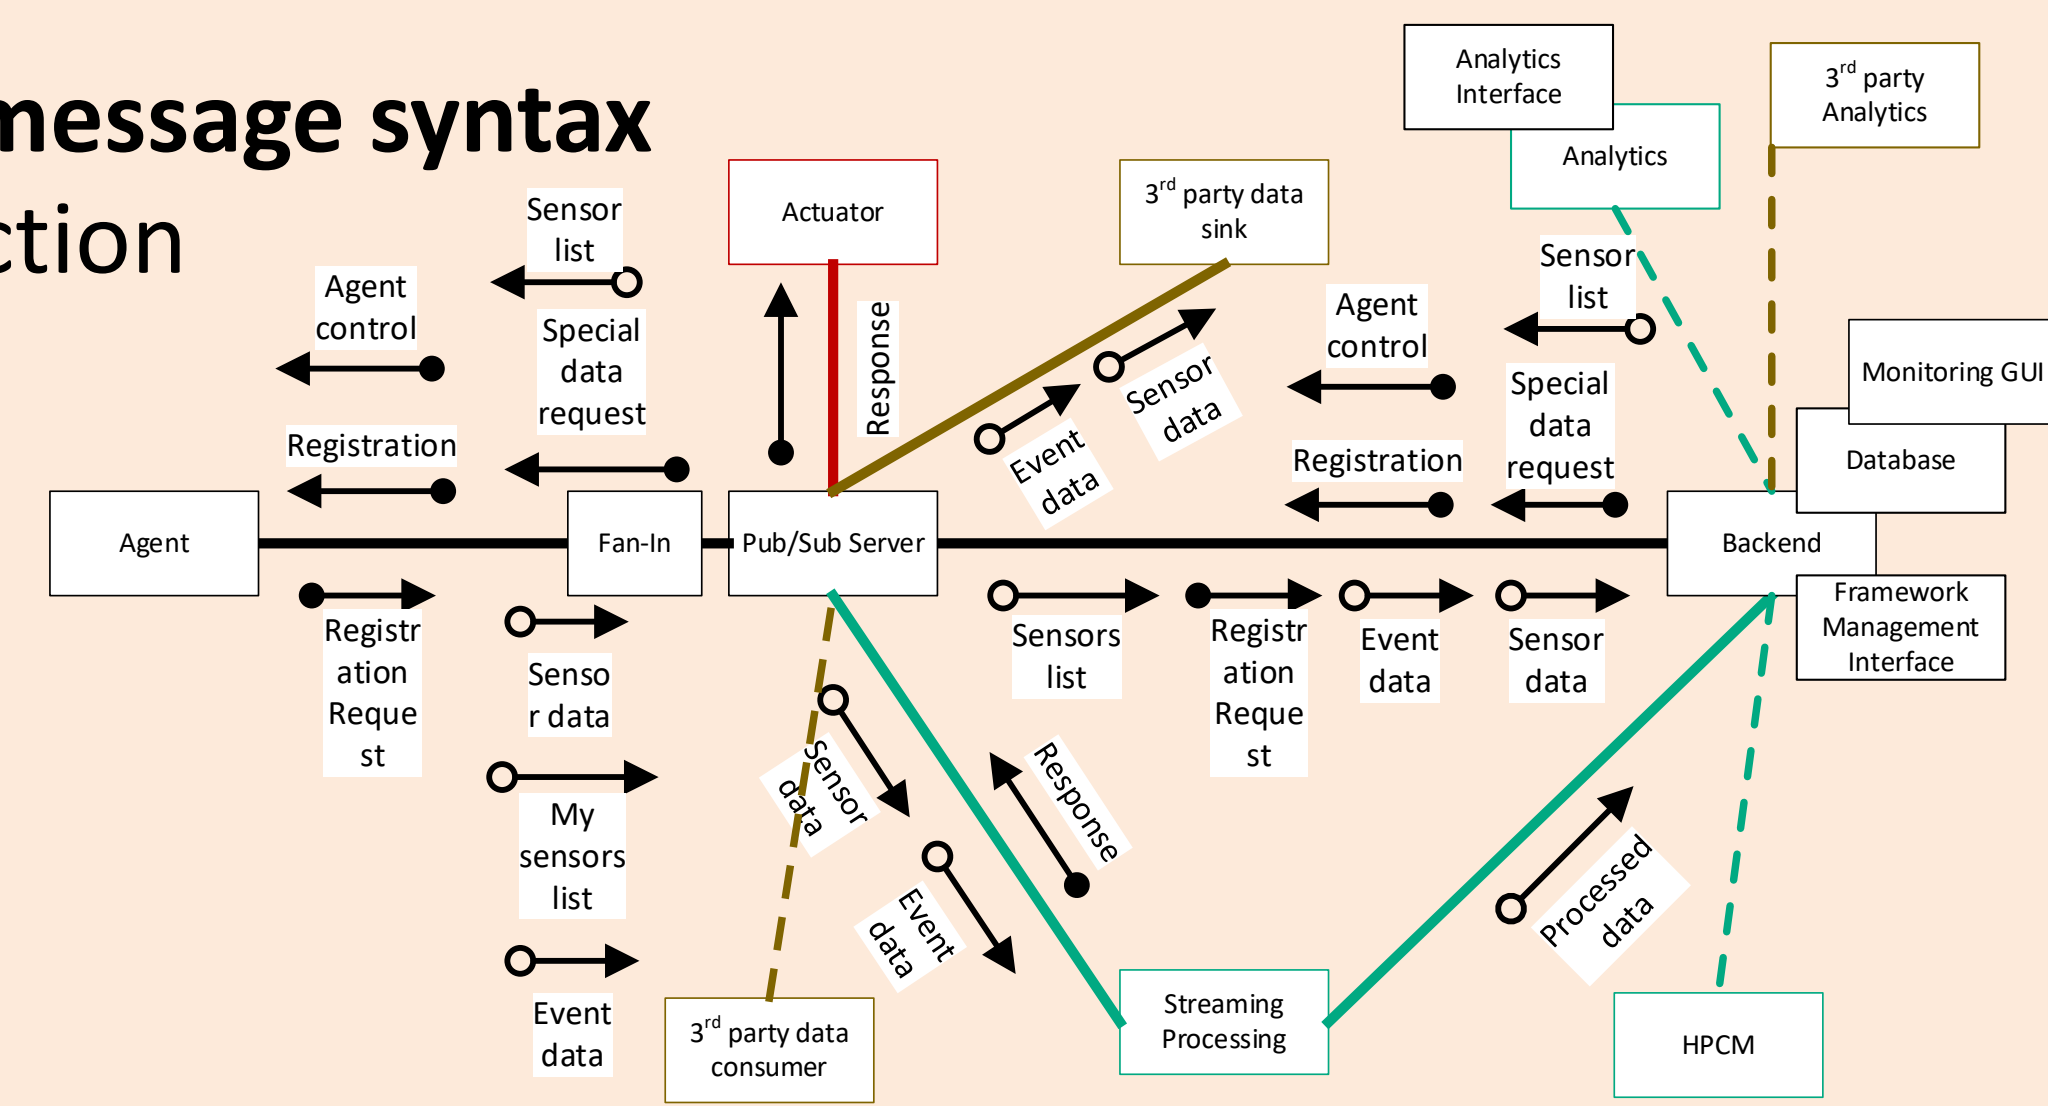 message syntax
ction
Analytics
Interface
Analytics
3rd party
Analytics
Actuator
3rd party data
sink
Sensor
list
Agent
control
Special
data
request
Registration
Response
Event
data
Sensor
data
Agent
control
Registration
Sensor
list
Special
data
request
Monitoring GUI
Database
Agent
Fan-In
Pub/Sub Server
Backend
Framework
Management
Interface
Registr
ation
Reque
st
Senso
r data
My
sensors
list
Event
data
Sensor
data
Event
data
Response
Sensors
list
Registr
ation
Reque
st
Event
data
Sensor
data
Processed
data
3rd party data
consumer
Streaming
Processing
HPCM